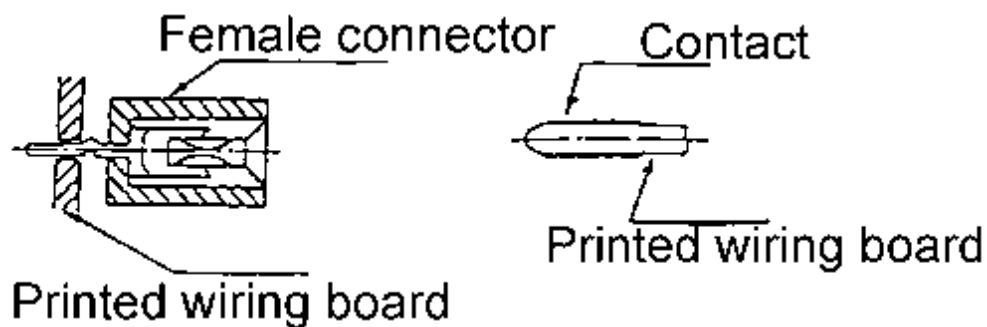 Female connector
Contact
Printed wiring board
Printed wiring board